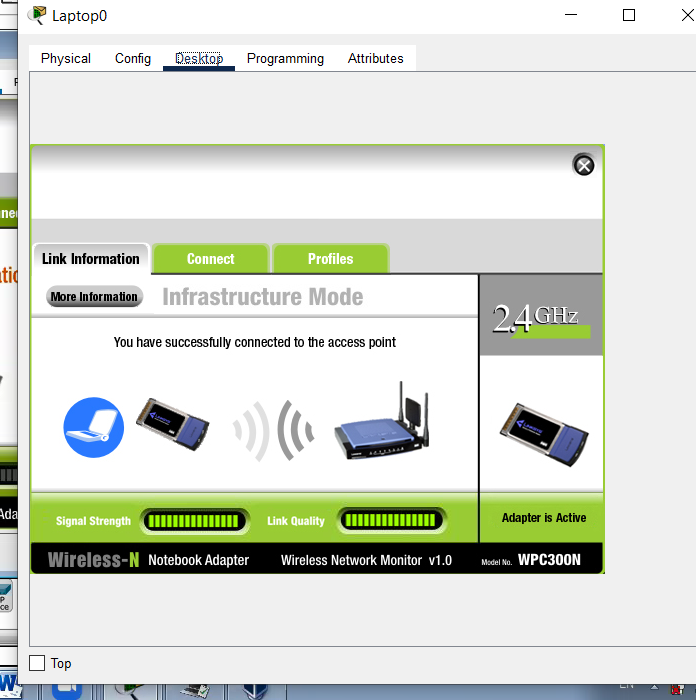 Laptop0
Physical Config Desktop Programming Attributes
Link Information Connect Profiles
More Information Infrastructure Mode
2.4GHz
You have successfully connected to the access point
Signal Strength Link Quality Adapter is Active
Wireless-N Notebook Adapter Wireless Network Monitor v1.0 Model No. WPC300N
Top